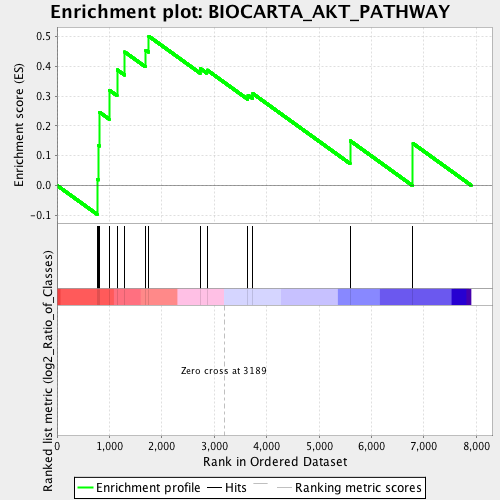 Enrichment plot: BIOCARTA_AKT_PATHWAY
Enrichment score (ES)
0.5
0.4
0.3
0.2
0.1
0.0
-0.1
Ranked list metric (log2_Ratio_of_Classes)
Zero cross at 3189
0 1,000 2,000 3,000 4,000 5,000 6,000 7,000 8,000
Rank in Ordered Dataset
Enrichment profile Hits Ranking metric scores